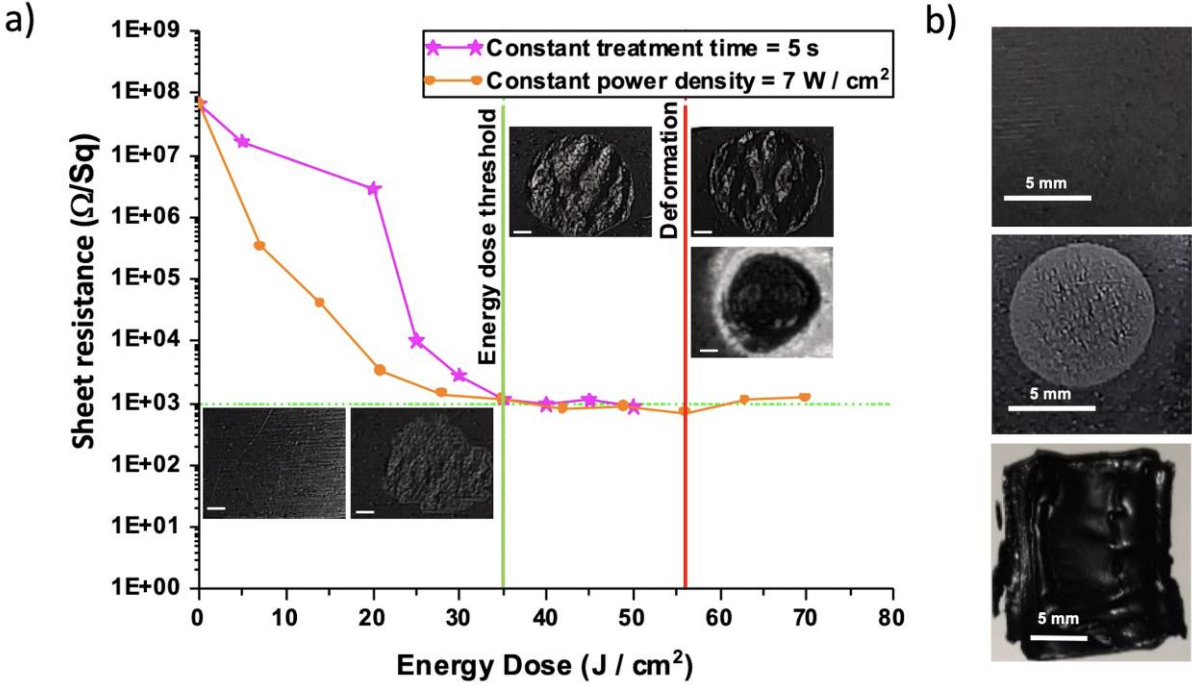 a)
1E+09
1E+08
1E+07
1E+06
1E+05
1E+04
1E+03
1E+02
1E+01
1E+00
Sheet resistance (Ω/Sq)
Constant treatment time = 5 s
Constant power density = 7 W / cm²
Energy dose threshold
Deformation
0 10 20 30 40 50 60 70 80
Energy Dose (J / cm²)
b)
5 mm
5 mm
5 mm